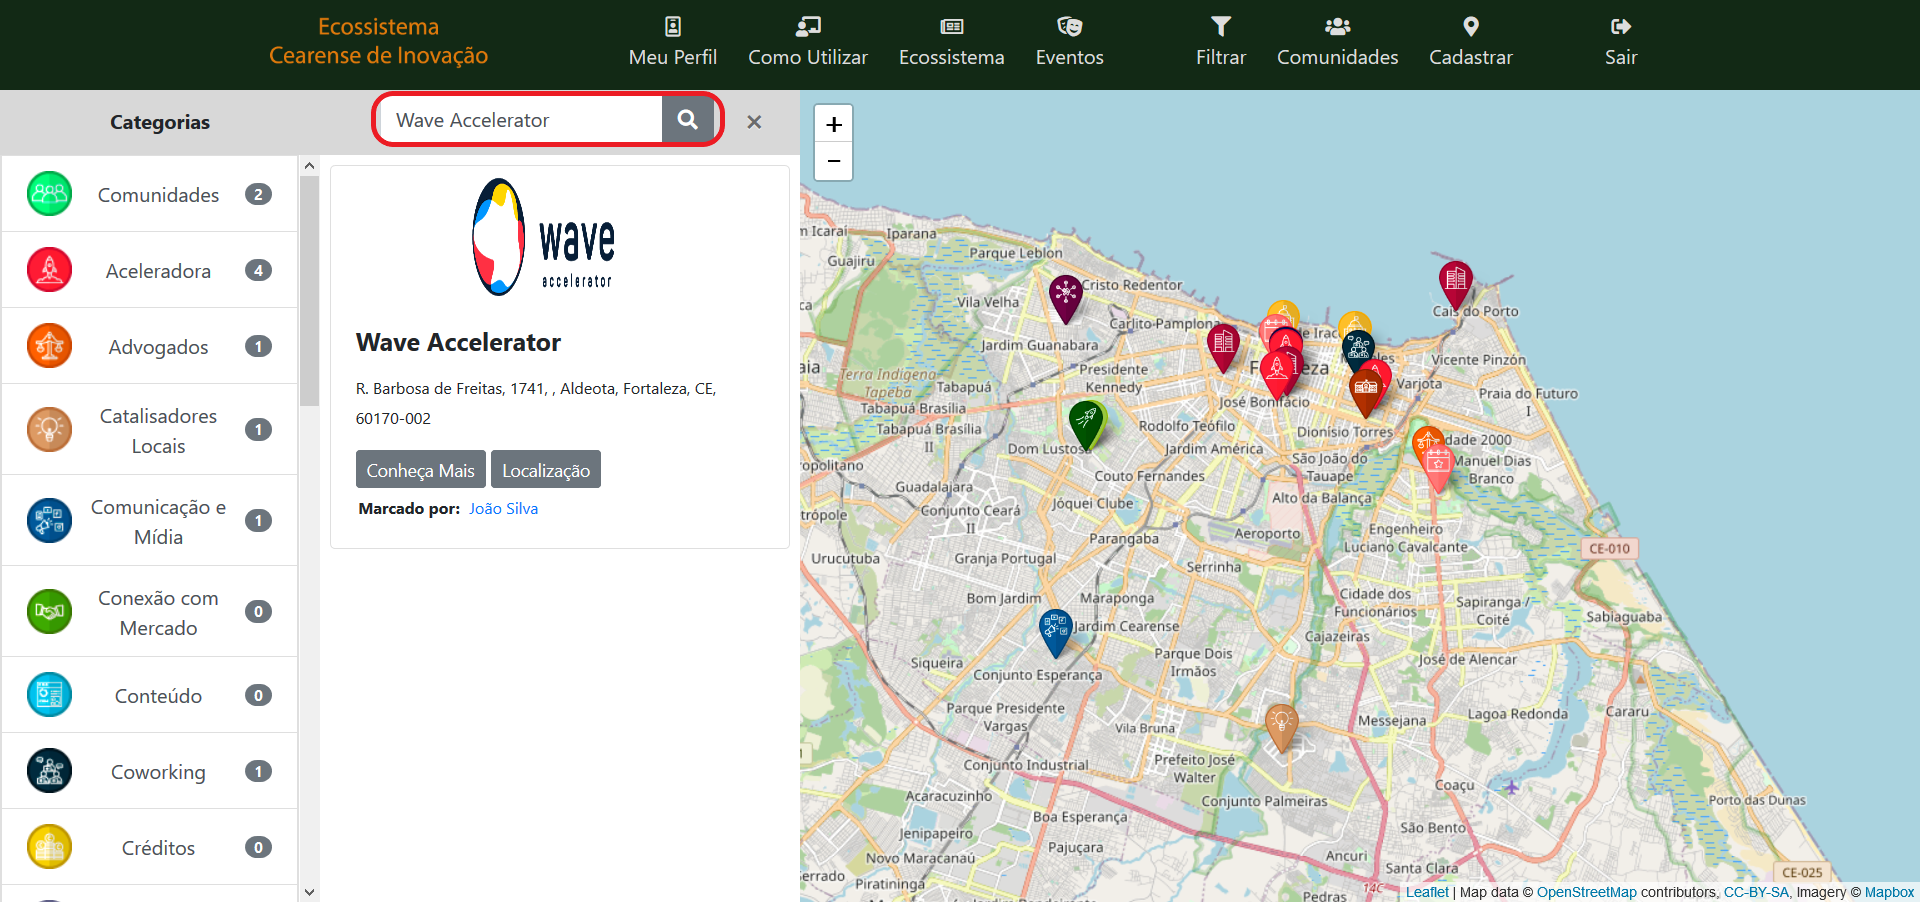 Ecossistema
Cearense de Inovação
Meu Perfil
Como Utilizar
Ecossistema
Eventos
Filtrar
Comunidades
Cadastrar
Sair
Categorias
Wave Accelerator
×
Comunidades 2
Aceleradora 4
Advogados 1
Catalisadores
Locais 1
Comunicação e
Mídia 1
Conexão com
Mercado 0
Conteúdo 0
Coworking 1
Créditos 0
wave
accelerator
Wave Accelerator
R. Barbosa de Freitas, 1741, , Aldeota, Fortaleza, CE,
60170-002
Conheça Mais
Localização
Marcado por: João Silva
+
−
m Icaraí
Iparana
Guajiru
Parque Leblon
Cristo Redentor
Vila Velha
Carlito-Pamplona
Cais do Porto
Jardim Guanabara
Vicente Pinzón
Terra Indígena
Tapeba
Tabapuá
Presidente
Kennedy
Varjota
Praia do Futuro
I
Tabapuá Brasília
José Bonifácio
Tabapuá Brasília
II
Rodolfo Teófilo
Dionisio Torres
Dom Lustosa
Jardim América
Manuel Dias
Branco
São João do
Tauape
Couto Fernandes
Guadalajara
Alto da Balança
Jóquei Clube
Conjunto Ceará
II
Engenheiro
Luciano Cavalcante
Parangaba
Aeroporto
CE-010
Urucutuba
Granja Portugal
Serrinha
Bom Jardim
Maraponga
Cidade dos
Funcionários
Sapiranga /
Coité
Sabiaguaba
Jardim Cearense
Cajazeiras
Siqueira
Parque Dois
Irmãos
José de Alencar
Conjunto Esperança
Parque Presidente
Vargas
Vila Bruna
Messejana
Lagoa Redonda
Cararu
Conjunto Industrial
Prefeito José
Walter
Coaçu
Acaracuzinho
Conjunto Palmeiras
Porto das Dunas
Boa Esperança
Jenipapeiro
São Bento
Pajuçara
Novo Maracanaú
Ancuri
Santa Clara
CE-025
Piratininga
14C
Pedras
Leaflet | Map data © OpenStreetMap contributors, CC-BY-SA, Imagery © Mapbox